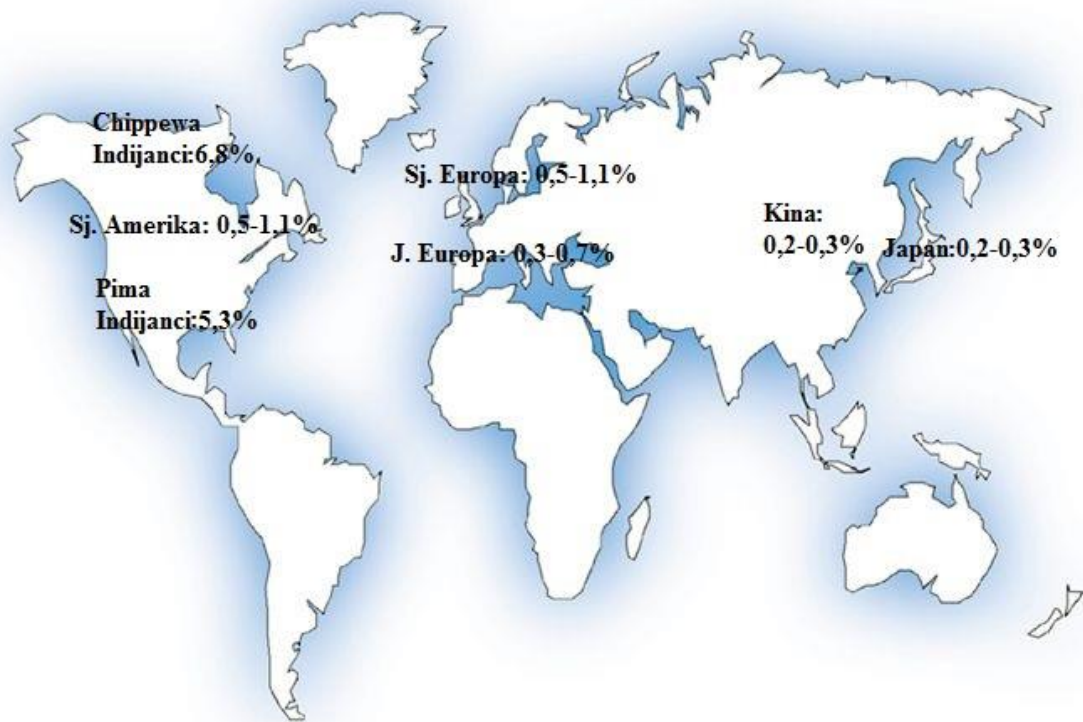 Chippewa
Indijanci:6,8%
Sj. Amerika: 0,5-1,1%
Pima
Indijanci:5,3%
Sj. Europa: 0,5-1,1%
J. Europa: 0,3-0,7%
Kina:
0,2-0,3%
Japan:0,2-0,3%